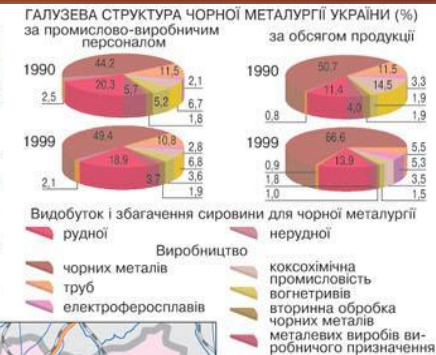 ГАЛУЗЕВА СТРУКТУРА ЧОРНОЇ МЕТАЛУРГІЇ УКРАЇНИ (%)
за промислово-виробничим
персоналом
за обсягом продукції
1990
44,2
11,5
2,1
6,7
1,8
5,2
5,7
20,3
2,5
1990
50,7
11,5
3,3
14,5
1,9
1,9
4,0
11,4
0,8
1999
49,4
10,8
2,8
6,8
3,6
1,9
3,7
18,9
2,1
1999
66,6
5,5
5,3
3,5
1,5
13,9
0,9
1,8
1,0
Видобуток і збагачення сировини для чорної металургії
рудної
нерудної
Виробництво
чорних металів
труб
електроферосплавів
коксохімічна
промисловість
вогнетривів
вторинна обробка
чорних металів
металевих виробів ви-
робничого призначення